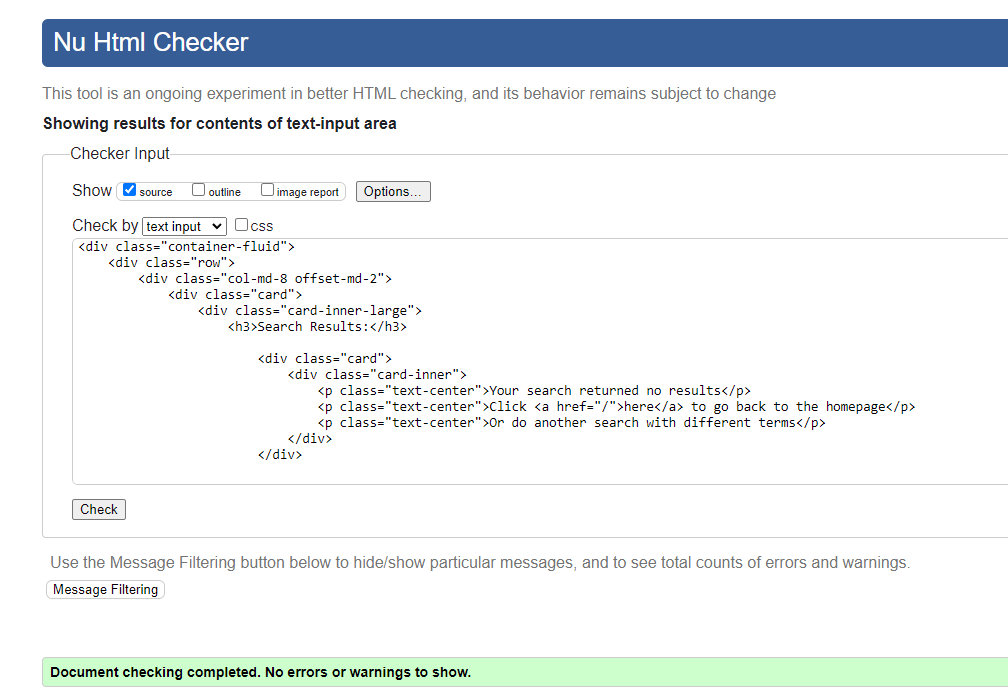 Nu Html Checker
This tool is an ongoing experiment in better HTML checking, and its behavior remains subject to change
Showing results for contents of text-input area
Checker Input
Show source outline image report Options...
Check by text input css
<div class="container-fluid">
    <div class="row">
        <div class="col-md-8 offset-md-2">
            <div class="card">
                <div class="card-inner-large">
                    <h3>Search Results:</h3>

                        <div class="card">
                            <div class="card-inner">
                                <p class="text-center">Your search returned no results</p>
                                <p class="text-center">Click <a href="/">here</a> to go back to the homepage</p>
                                <p class="text-center">Or do another search with different terms</p>
                            </div>
                        </div>
Check
Use the Message Filtering button below to hide/show particular messages, and to see total counts of errors and warnings.
Message Filtering
Document checking completed. No errors or warnings to show.